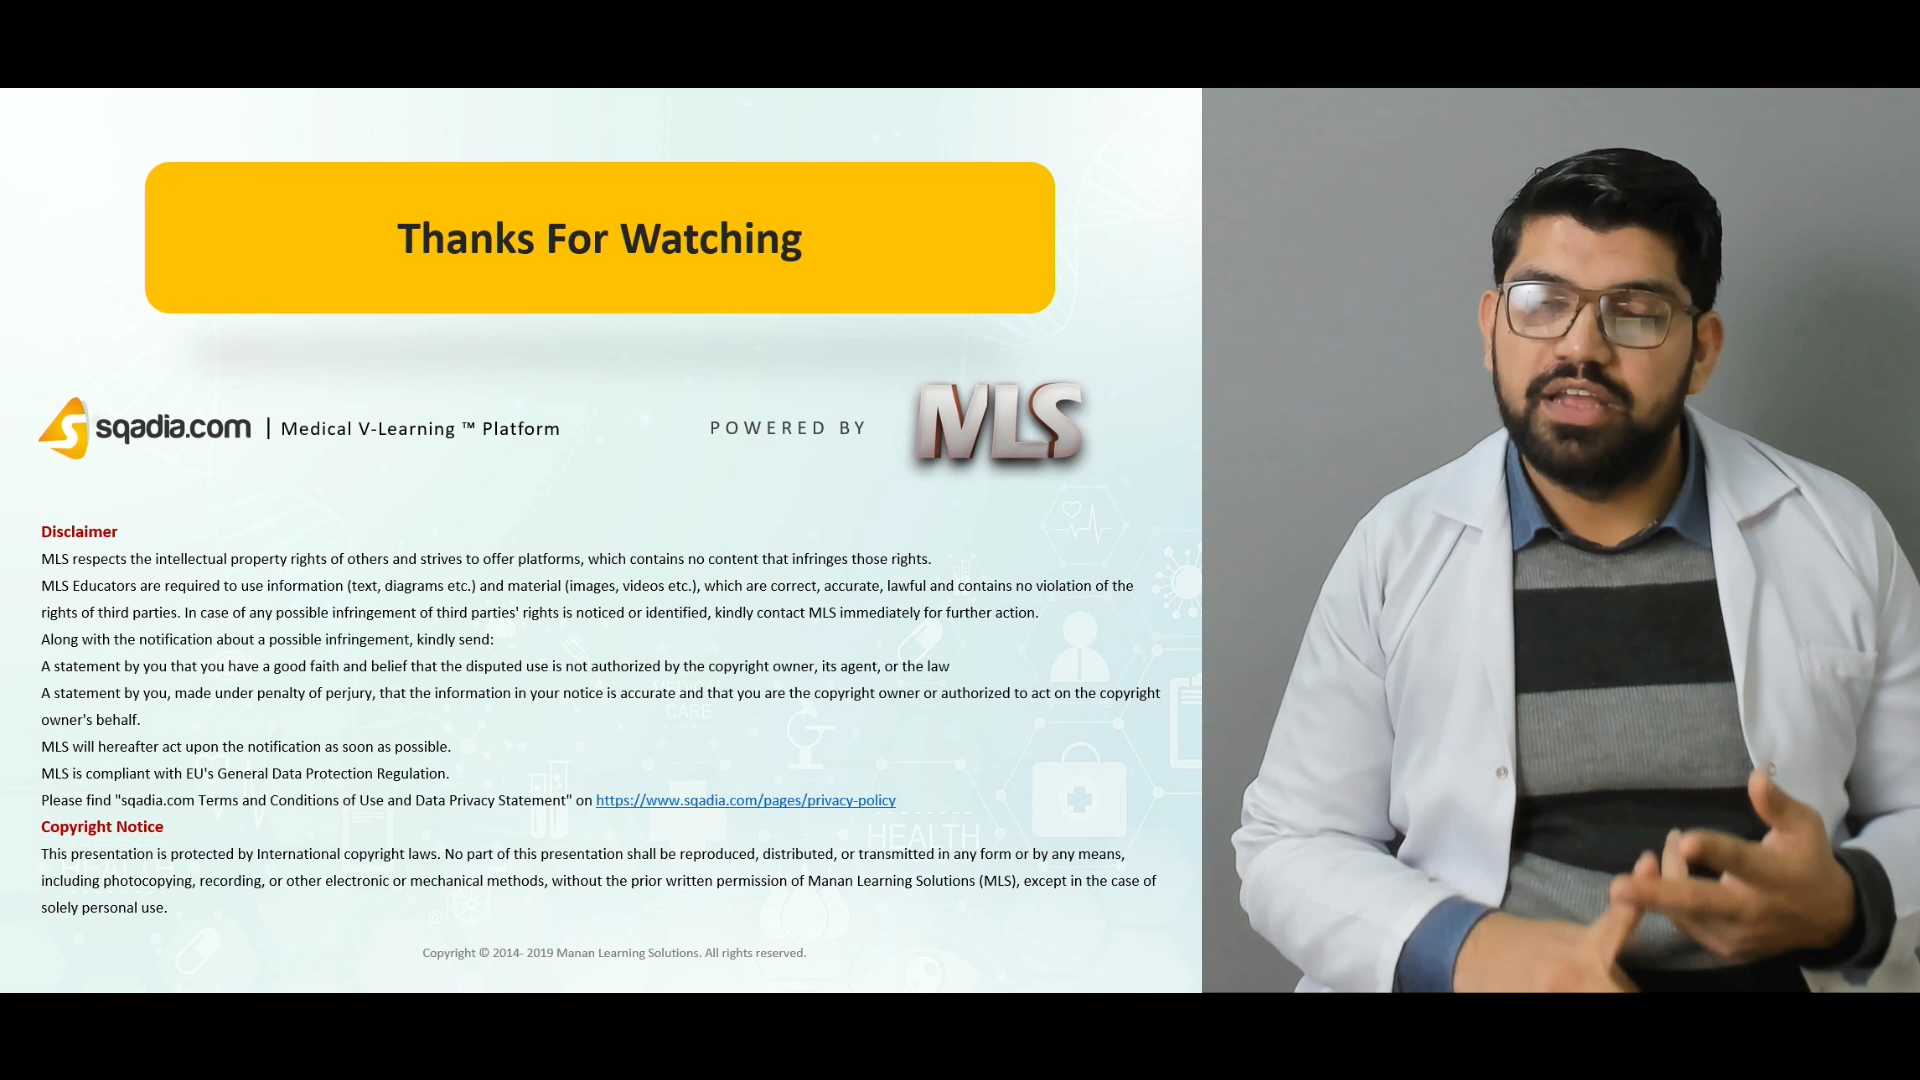 Thanks For Watching
sqadia.com | Medical V-Learning ™ Platform
POWERED BY
MLS
Disclaimer
MLS respects the intellectual property rights of others and strives to offer platforms, which contains no content that infringes those rights.
MLS Educators are required to use information (text, diagrams etc.) and material (images, videos etc.), which are correct, accurate, lawful and contains no violation of the
rights of third parties. In case of any possible infringement of third parties' rights is noticed or identified, kindly contact MLS immediately for further action.
Along with the notification about a possible infringement, kindly send:
A statement by you that you have a good faith and belief that the disputed use is not authorized by the copyright owner, its agent, or the law
A statement by you, made under penalty of perjury, that the information in your notice is accurate and that you are the copyright owner or authorized to act on the copyright
owner's behalf.
MLS will hereafter act upon the notification as soon as possible.
MLS is compliant with EU's General Data Protection Regulation.
Please find "sqadia.com Terms and Conditions of Use and Data Privacy Statement" on https://www.sqadia.com/pages/privacy-policy
Copyright Notice
This presentation is protected by International copyright laws. No part of this presentation shall be reproduced, distributed, or transmitted in any form or by any means,
including photocopying, recording, or other electronic or mechanical methods, without the prior written permission of Manan Learning Solutions (MLS), except in the case of
solely personal use.
Copyright © 2014- 2019 Manan Learning Solutions. All rights reserved.
MEDICAL
CARE
HEALTH
HEALTH